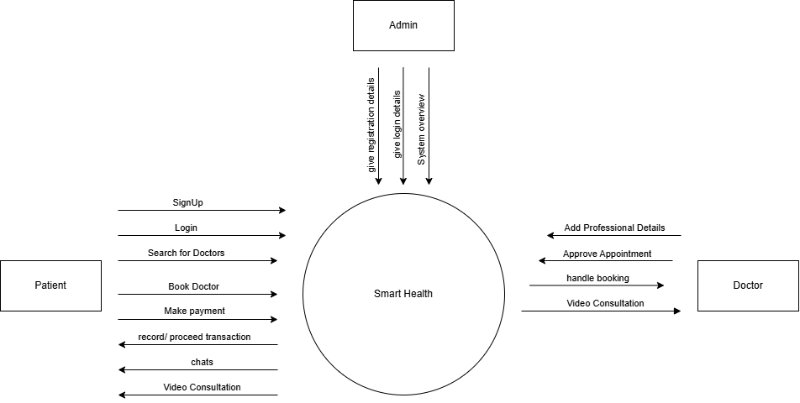 Admin
give registration details
give login details
System overview
SignUp
Login
Search for Doctors
Book Doctor
Make payment
record/ proceed transaction
chats
Video Consultation
Patient
Smart Health
Add Professional Details
Approve Appointment
handle booking
Video Consultation
Doctor